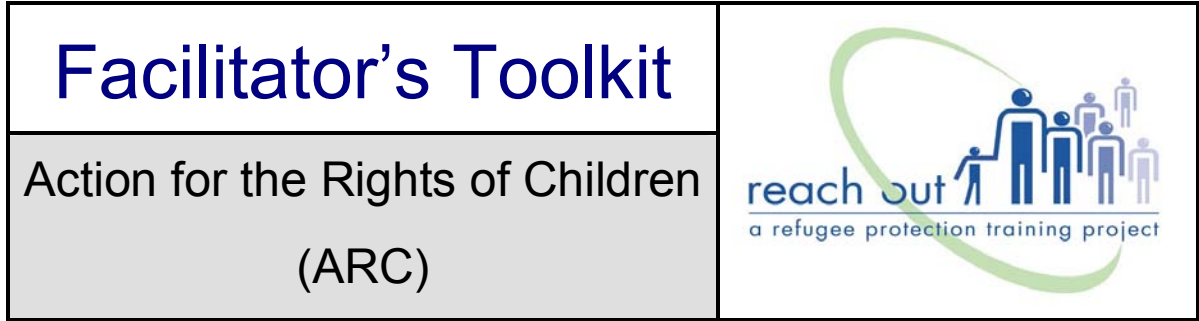 Facilitator's Toolkit
Action for the Rights of Children
(ARC)
reach out
a refugee protection training project